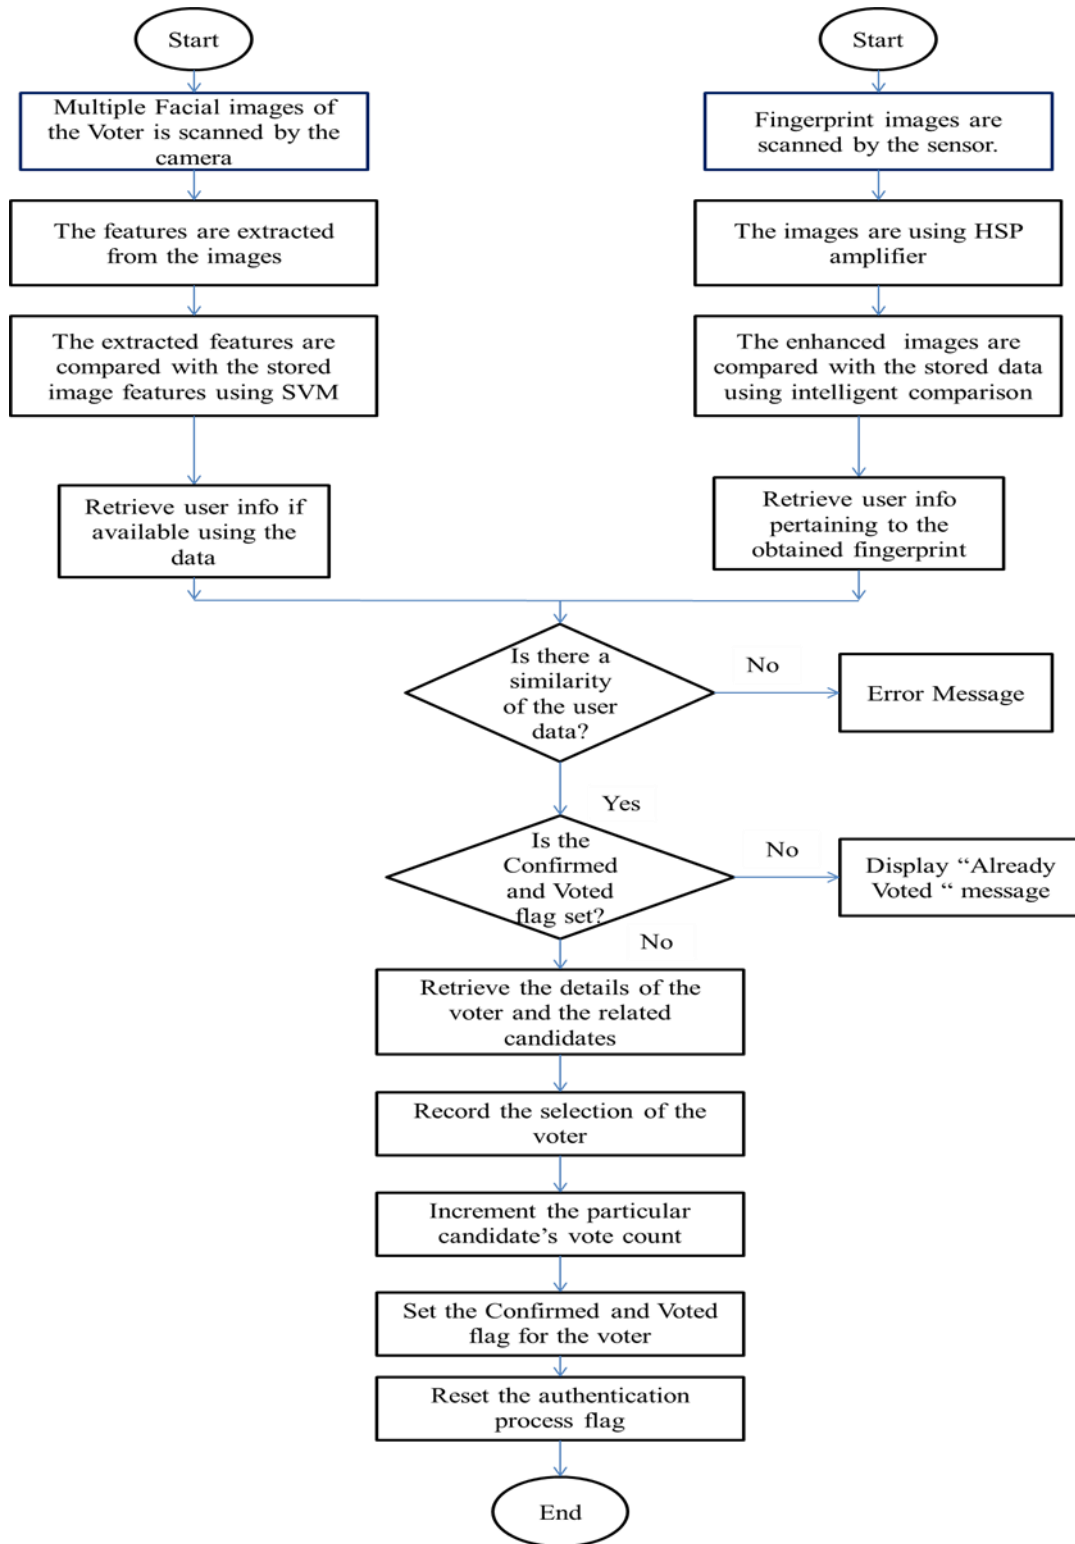 Start
Multiple Facial images of
the Voter is scanned by the
camera
The features are extracted
from the images
The extracted features are
compared with the stored
image features using SVM
Retrieve user info if
available using the
data
Start
Fingerprint images are
scanned by the sensor.
The images are using HSP
amplifier
The enhanced images are
compared with the stored data
using intelligent comparison
Retrieve user info
pertaining to the
obtained fingerprint
Is there a
similarity
of the user
data?
No
Error Message
Yes
Is the
Confirmed
and Voted
flag set?
No
Display “Already
Voted “ message
No
Retrieve the details of the
voter and the related
candidates
Record the selection of the
voter
Increment the particular
candidate’s vote count
Set the Confirmed and Voted
flag for the voter
Reset the authentication
process flag
End